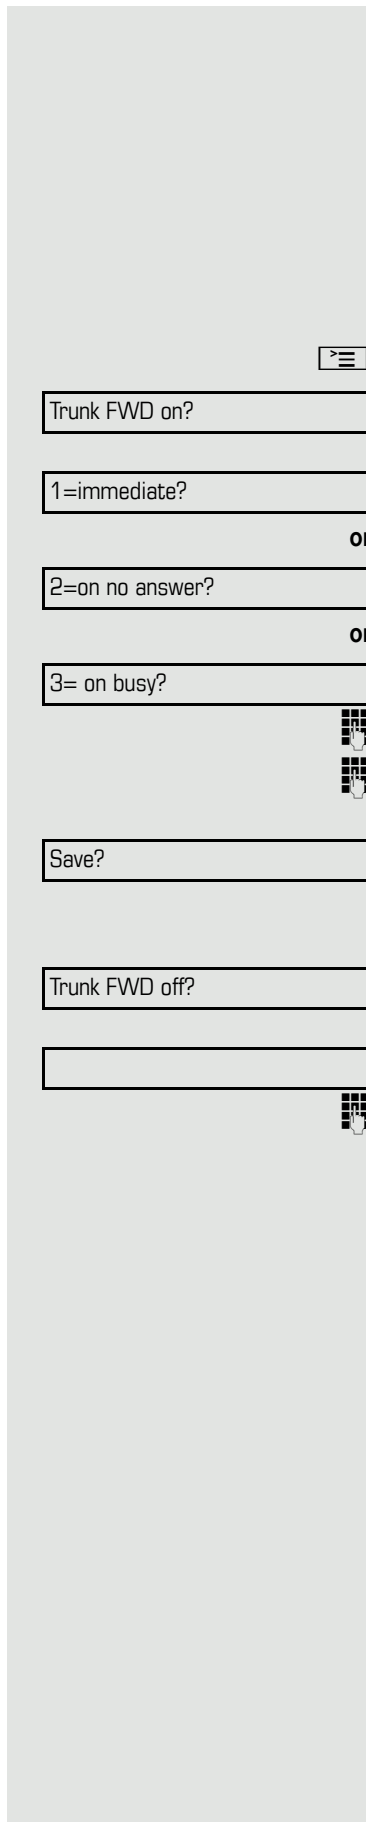 Trunk FWD on?
1=immediate?
or
2=on no answer?
or
3= on busy?
Save?
Trunk FWD off?